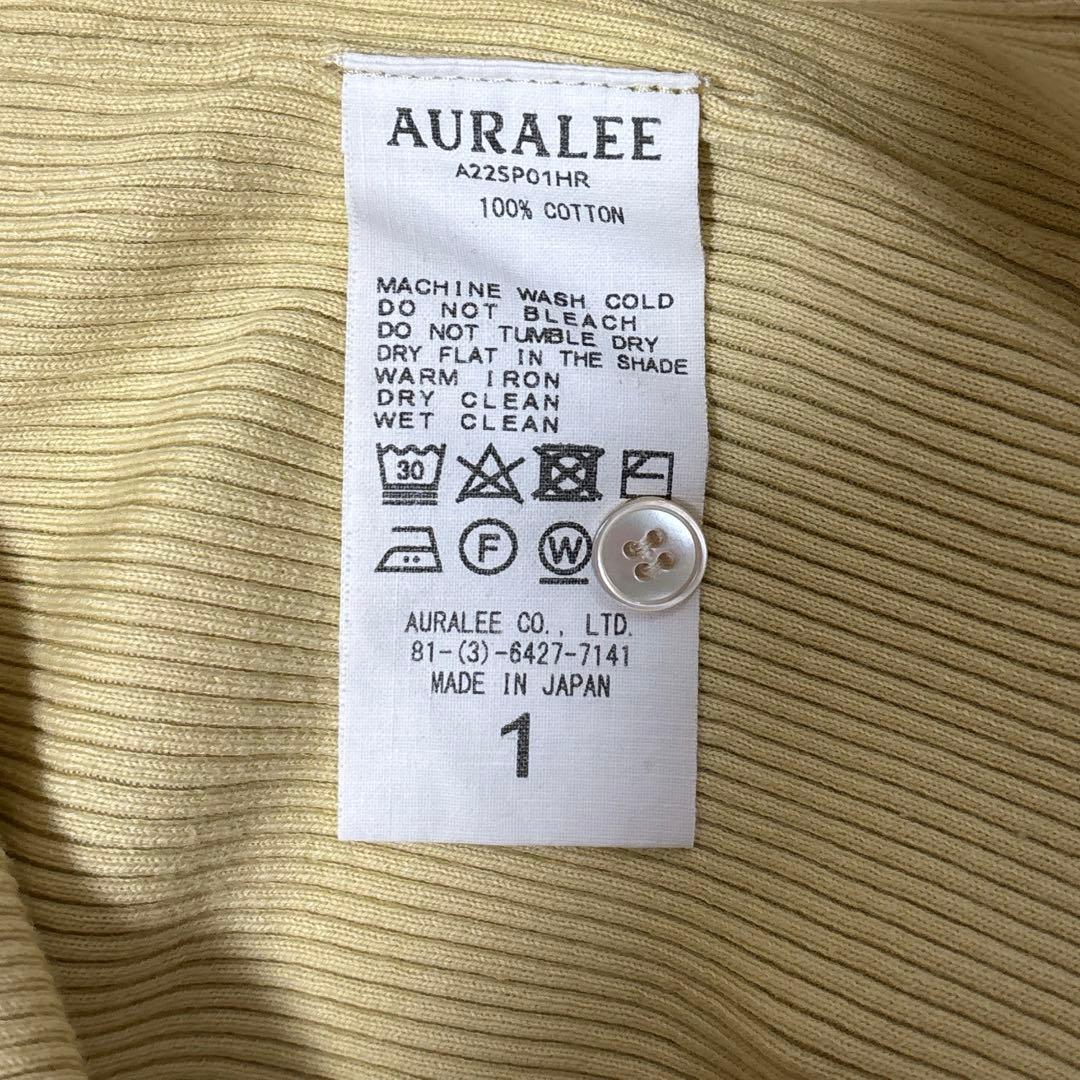 AURALEE
A22SP01HR
100% COTTON
MACHINE WASH COLD
DO NOT BLEACH
DO NOT TUMBLE DRY
DRY FLAT IN THE SHADE
WARM IRON
DRY CLEAN
WET CLEAN
30
F W
AURALEE CO., LTD.
81-(3)-6427-7141
MADE IN JAPAN
1